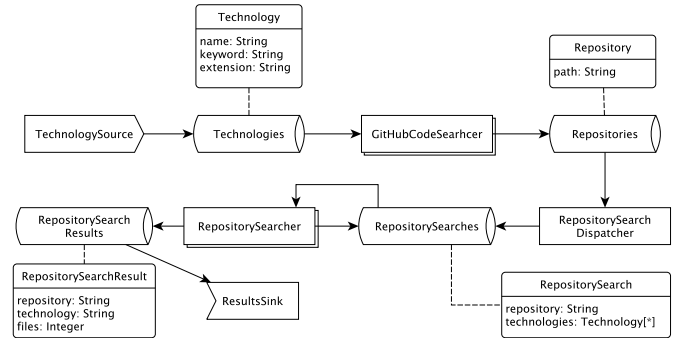 Technology
name: String
keyword: String
extension: String
Repository
path: String
TechnologySource
Technologies
GitHubCodeSearhcer
Repositories
RepositorySearch
Results
RepositorySearcher
RepositorySearches
RepositorySearch
Dispatcher
RepositorySearchResult
repository: String
technology: String
files: Integer
ResultsSink
RepositorySearch
repository: String
technologies: Technology[*]